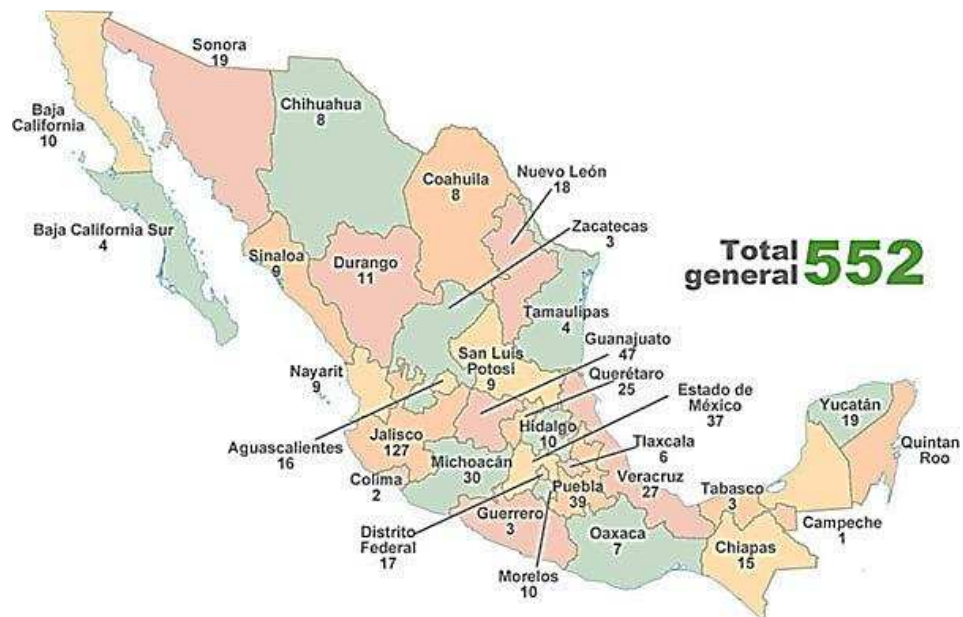 Sonora
19
Chihuahua
8
Baja
California
10
Nuevo León
18
Coahuila
8
Zacatecas
3
Baja California Sur
4
Sinaloa
9
Durango
11
Total
general 552
Tamaulipas
4
Guanajuato
47
San Luis
Potosí
9
Nayarit
9
Querétaro
25
Estado de
México
37
Yucatán
19
Hidalgo
10
Jalisco
127
Aguascalientes
16
Tlaxcala
6
Quintan
Roo
Michoacán
30
Colima
2
Puebla
39
Veracruz
27
Tabasco
3
Guerrero
3
Campeche
1
Distrito
Federal
17
Oaxaca
7
Chiapas
15
Morelos
10